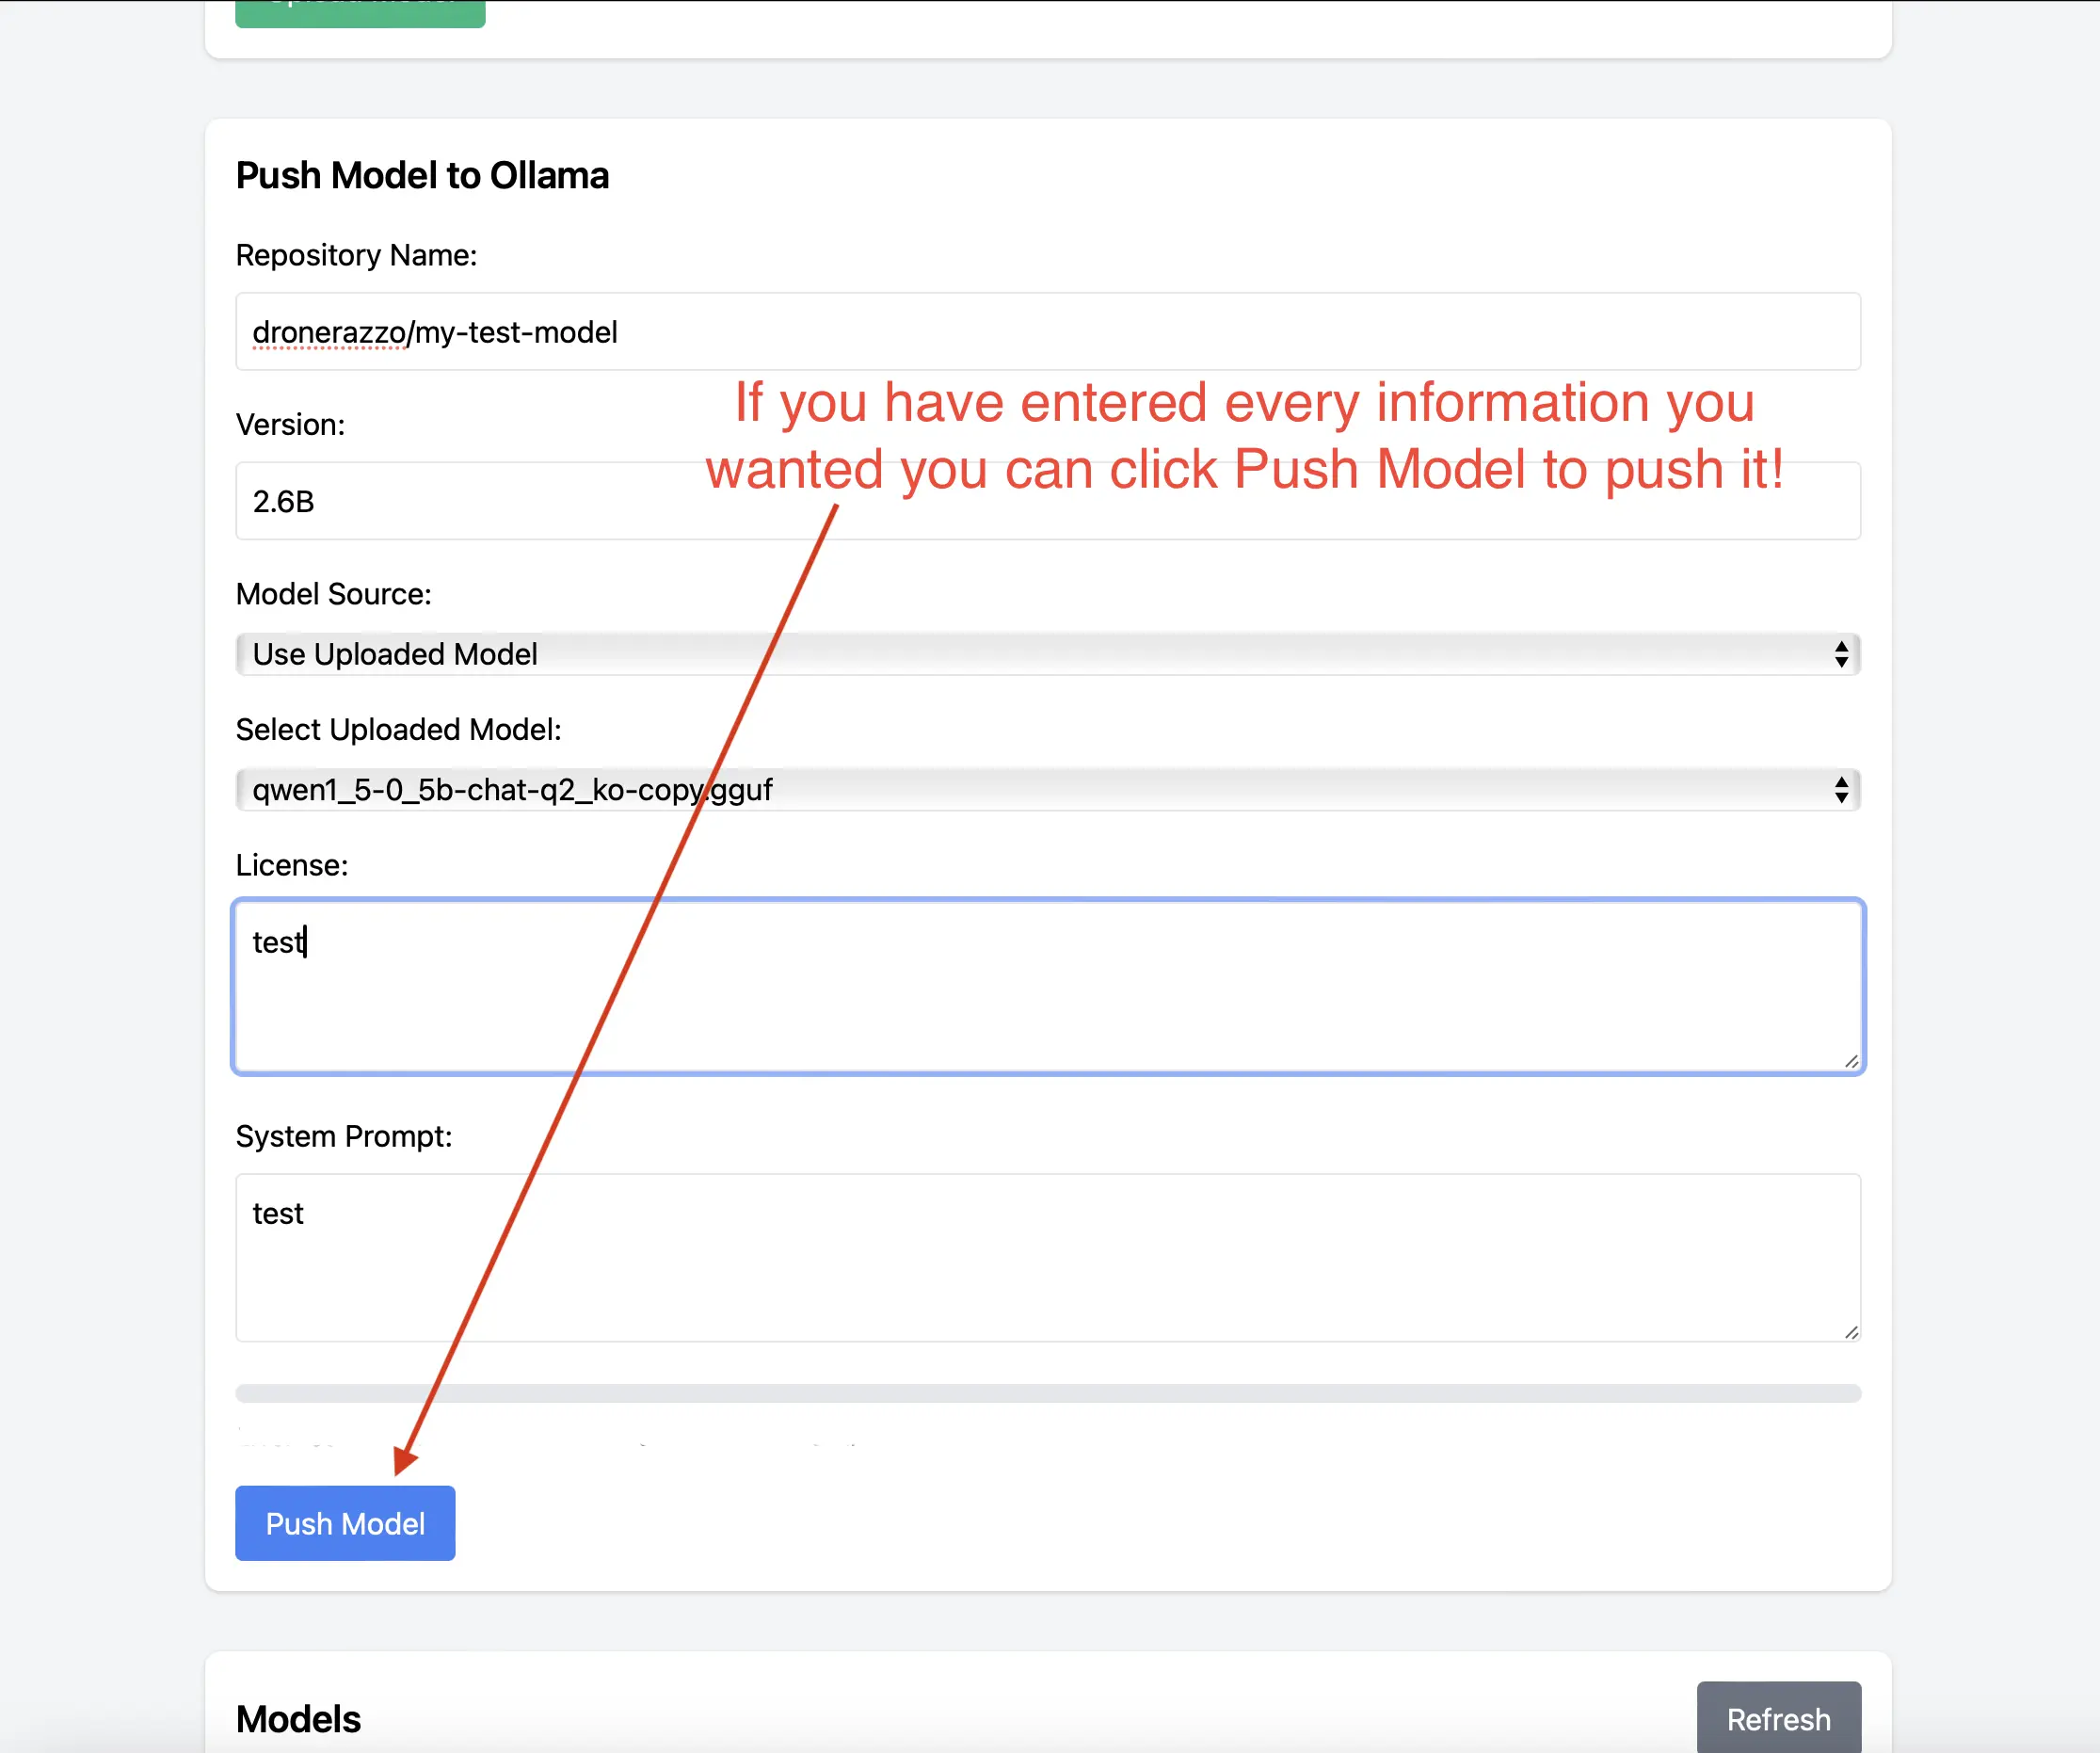 Push Model to Ollama
Repository Name:
dronerazzo/my-test-model
If you have entered every information you
wanted you can click Push Model to push it!
Version:
2.6B
Model Source:
Use Uploaded Model
Select Uploaded Model:
qwen1_5-0_5b-chat-q2_ko-copy.gguf
License:
test
System Prompt:
test
Push Model
Models
Refresh